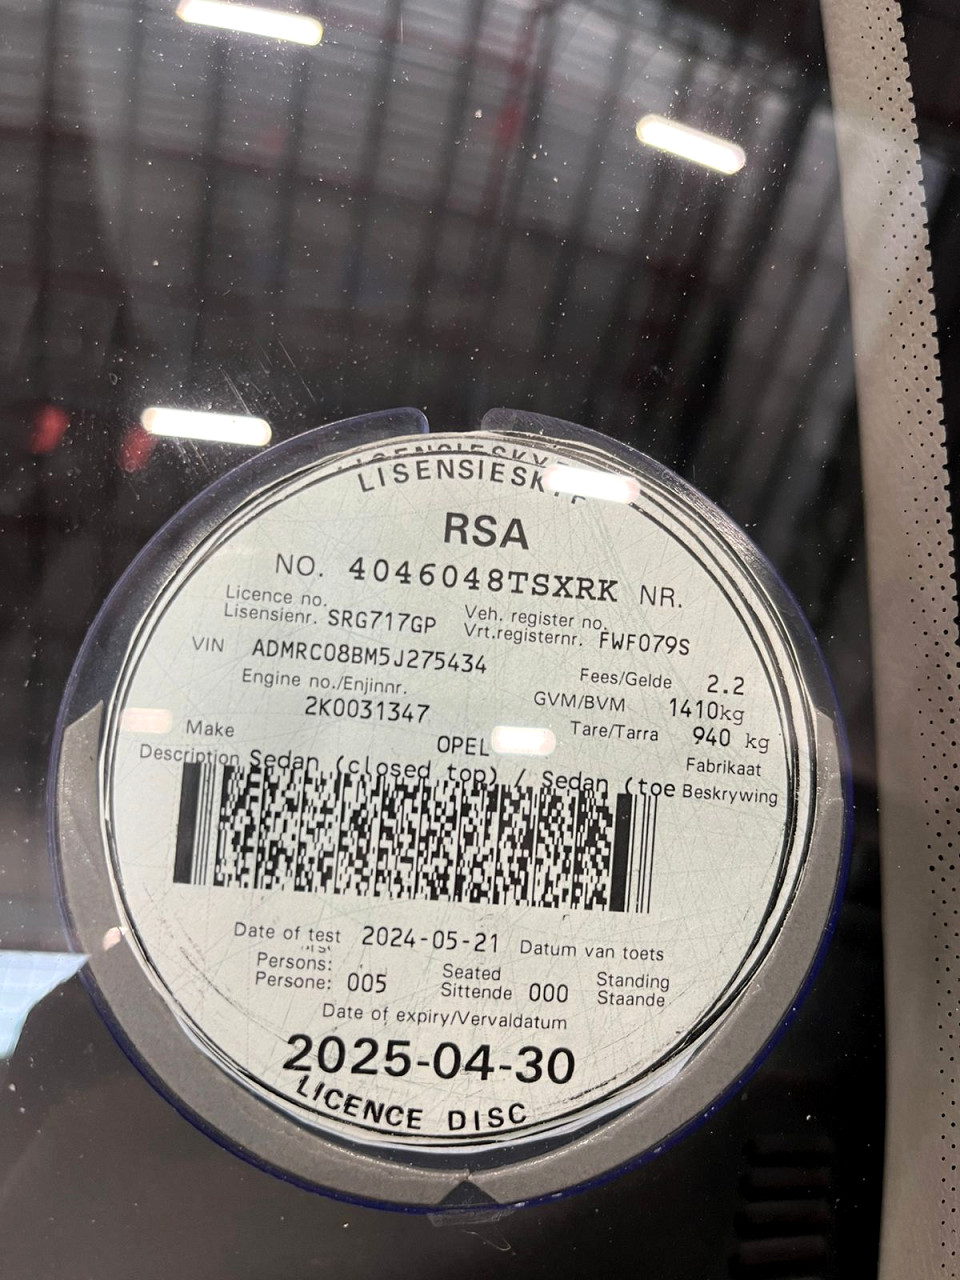 LISENSIESKYF
RSA
NO. 4046048TSXRK NR.
Licence no.
Lisensienr. SRG717GP
Veh. register no.
Vrt.registernr. FWF079S
VIN ADMRC08BM5J275434
Fees/Gelde 2.2
Engine no./Enjinnr.
2K0031347
GVM/BVM 1410kg
Tare/Tarra 940 kg
Make OPEL Fabrikaat
Description Sedan (closed top) / Sedan (toe Beskrywing
Date of test 2024-05-21 Datum van toets
Persons: Seated Standing
Persone: 005 Sittende 000 Staande
Date of expiry/Vervaldatum
2025-04-30
LICENCE DISC